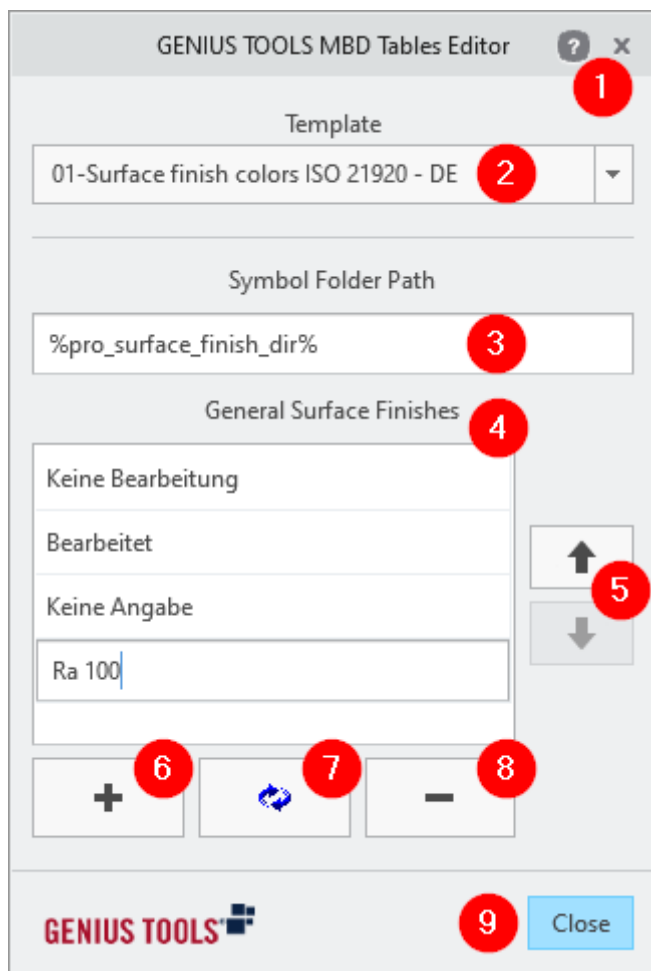 GENIUS TOOLS MBD Tables Editor ? ×
1
Template
01-Surface finish colors ISO 21920 - DE 2
Symbol Folder Path
%pro_surface_finish_dir% 3
General Surface Finishes 4
Keine Bearbeitung
Bearbeitet
Keine Angabe
5
Ra 100
6 7 8
GENIUS TOOLS 9 Close